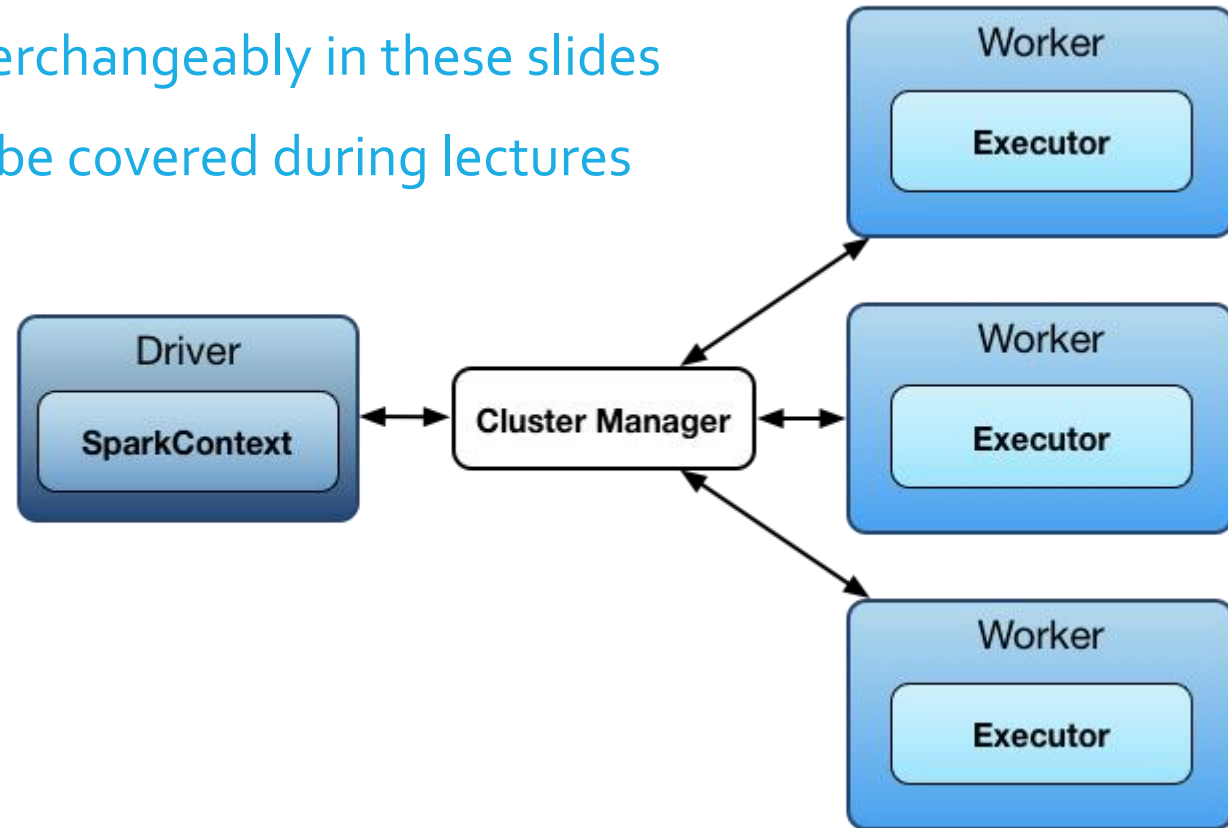 erchangeably in these slides
be covered during lectures
Worker
Executor
Driver
SparkContext
Cluster Manager
Worker
Executor
Worker
Executor